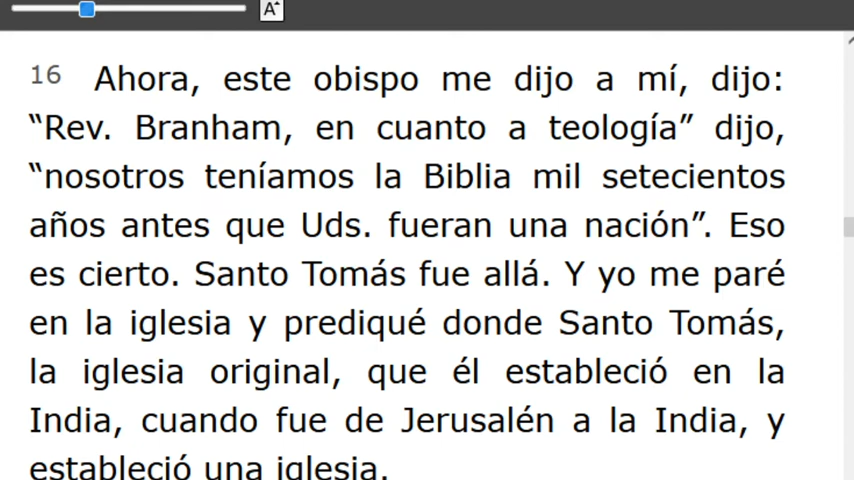 A
16 Ahora, este obispo me dijo a mí, dijo:
“Rev. Branham, en cuanto a teología” dijo,
“nosotros teníamos la Biblia mil setecientos
años antes que Uds. fueran una nación”. Eso
es cierto. Santo Tomás fue allá. Y yo me paré
en la iglesia y prediqué donde Santo Tomás,
la iglesia original, que él estableció en la
India, cuando fue de Jerusalén a la India, y
estableció una iglesia.